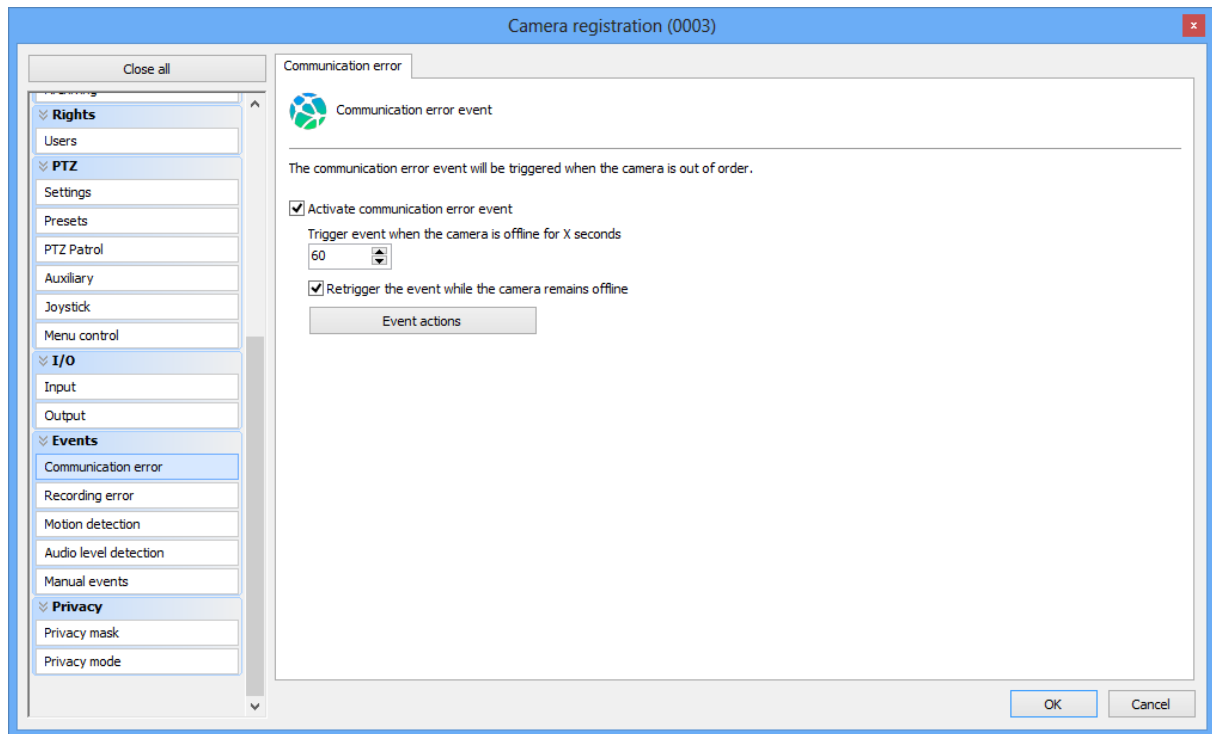 Camera registration (0003)
x
Close all
Rights
Users
PTZ
Settings
Presets
PTZ Patrol
Auxiliary
Joystick
Menu control
I/O
Input
Output
Events
Communication error
Recording error
Motion detection
Audio level detection
Manual events
Privacy
Privacy mask
Privacy mode
Communication error
Communication error event
The communication error event will be triggered when the camera is out of order.
Activate communication error event
Trigger event when the camera is offline for X seconds
60
Retrigger the event while the camera remains offline
Event actions
OK
Cancel